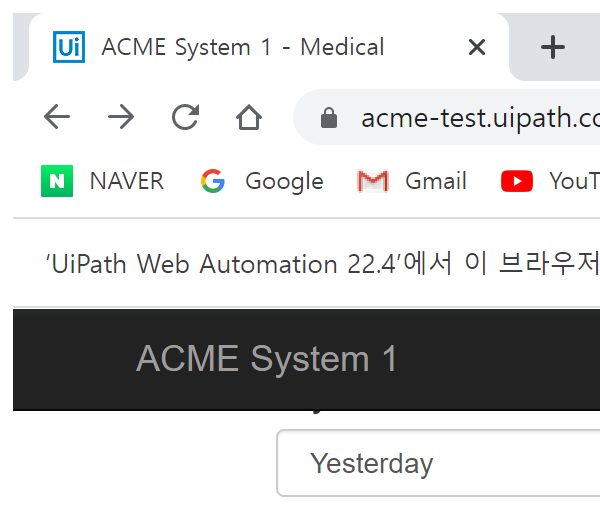 Ui ACME System 1 - Medical
acme-test.uipath.co
NAVER Google Gmail YouT
'UiPath Web Automation 22.4'에서 이 브라우저
ACME System 1
Yesterday